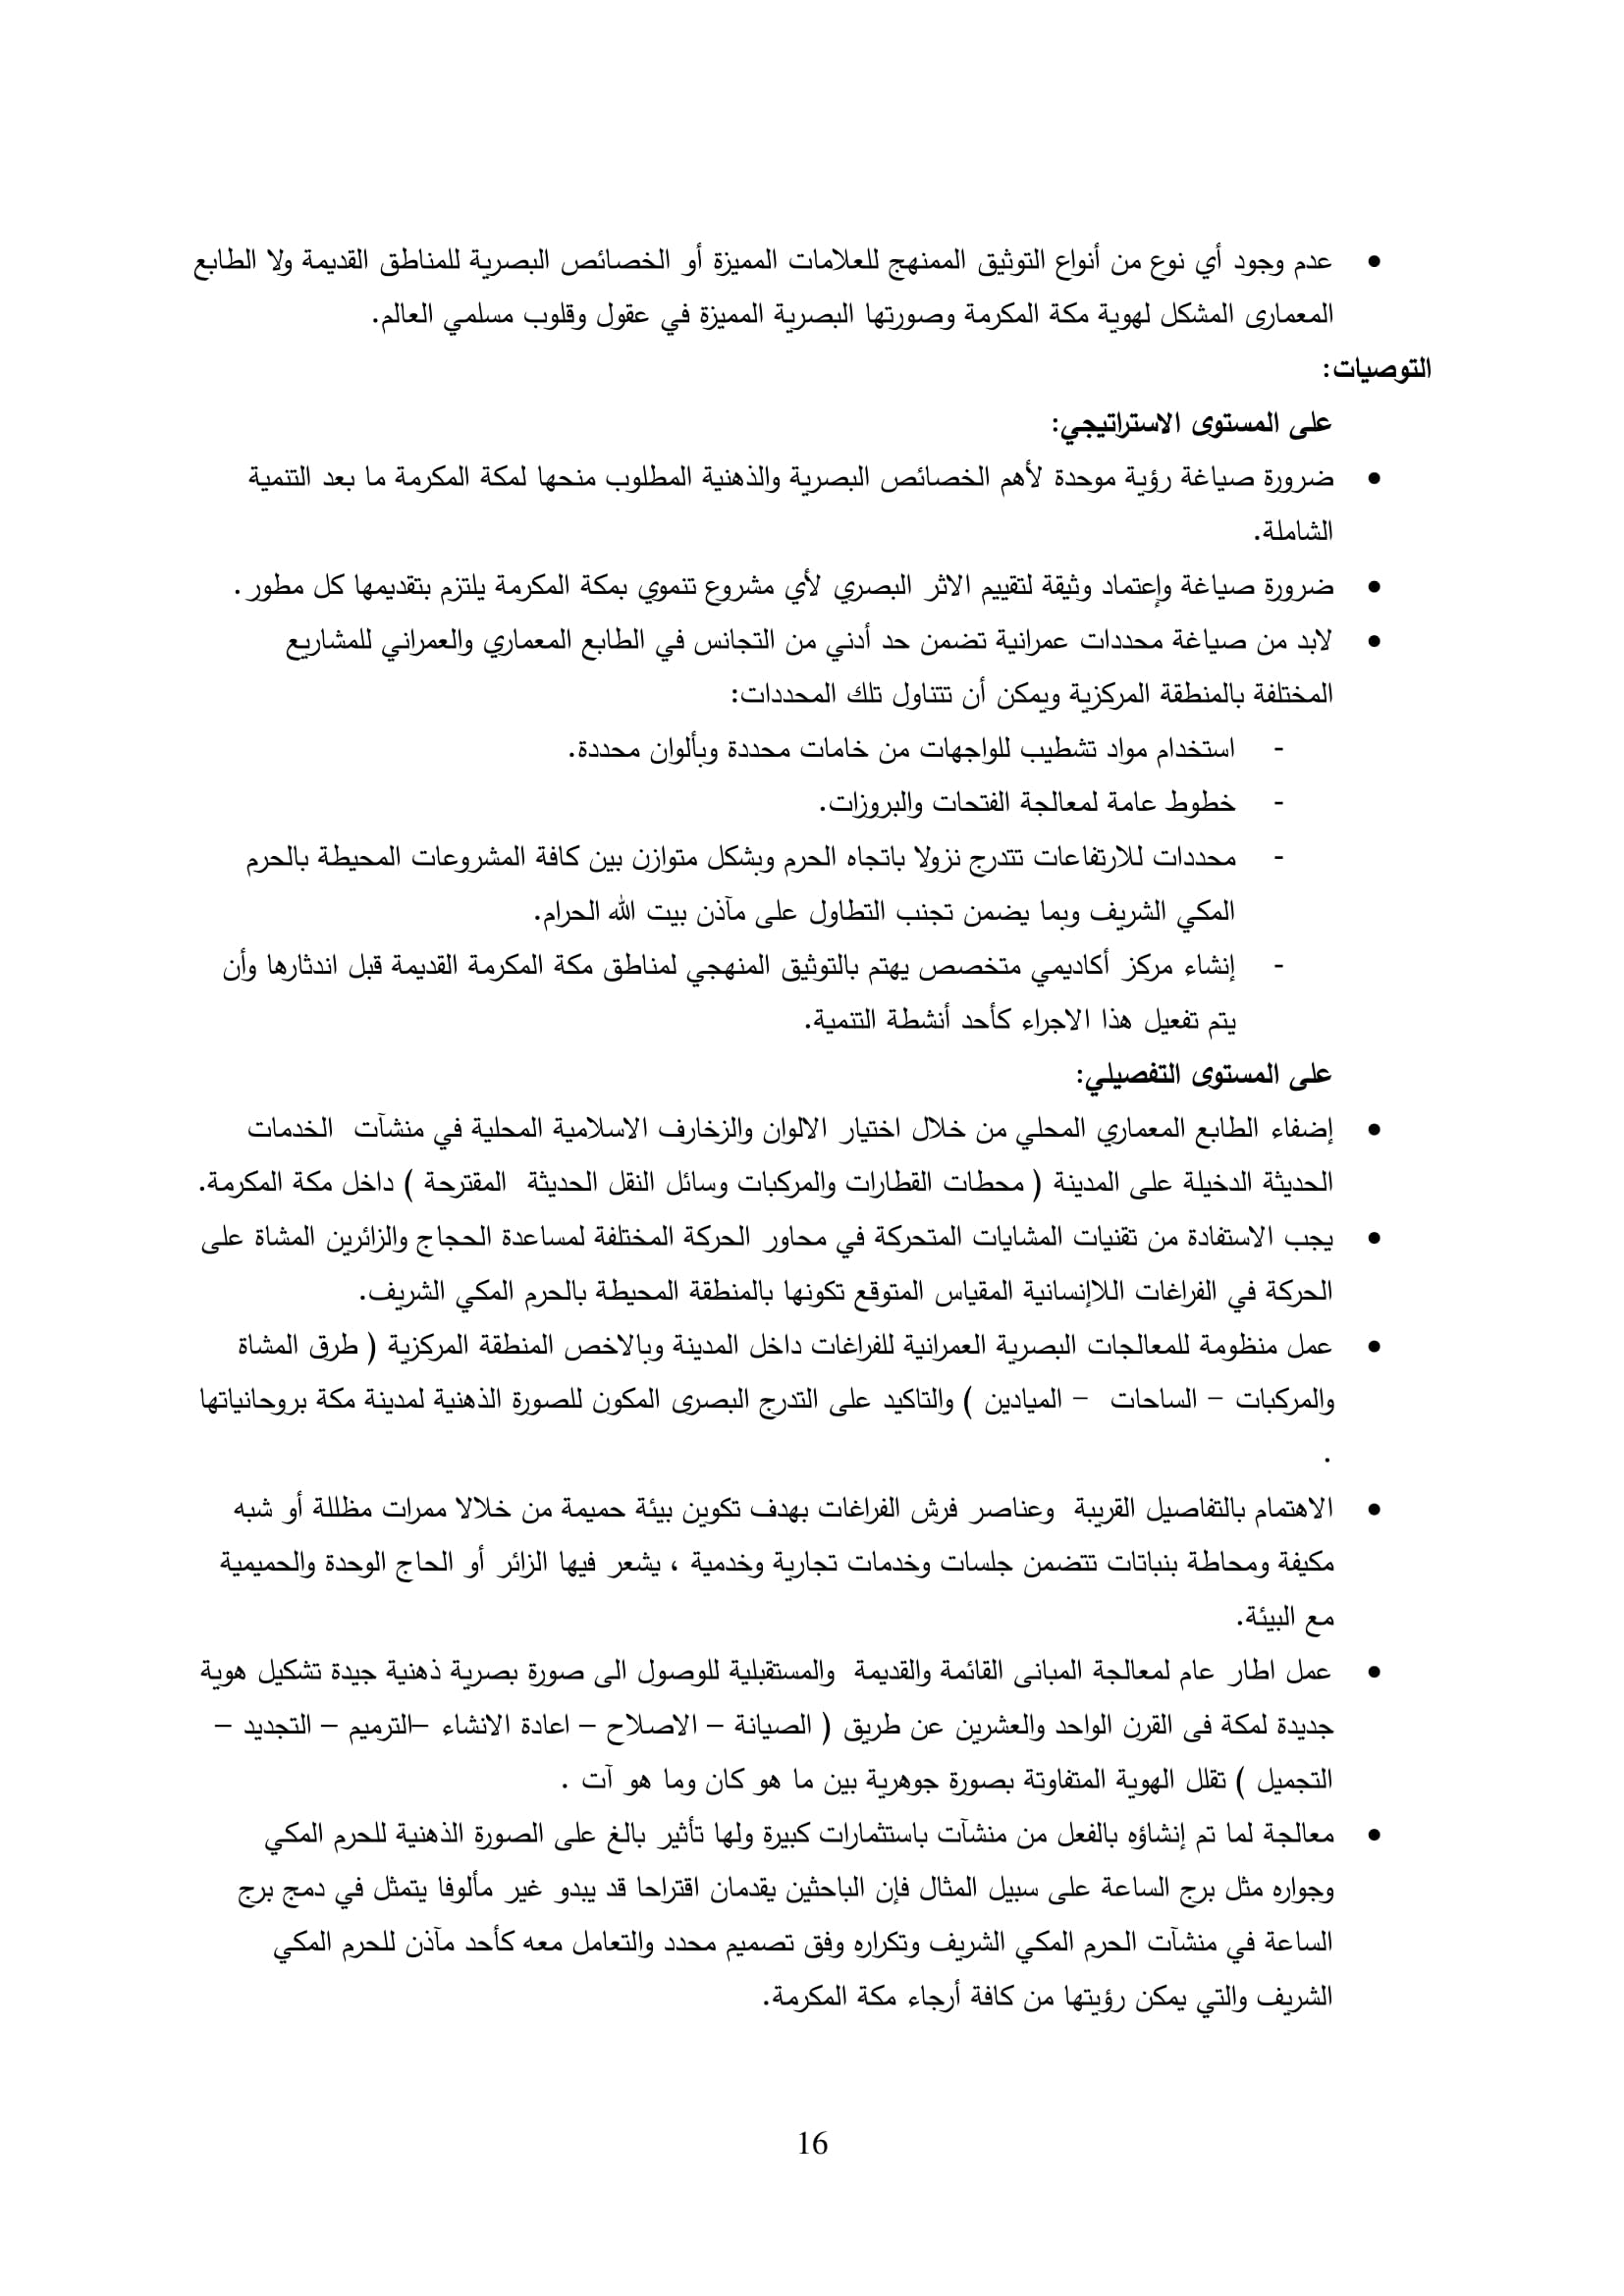 • عدم وجود أي نوع من أنواع التوثيق الممنهج للعلامات المميزة أو الخصائص البصرية للمناطق القديمة ولا الطابع
المعمارى المشكل لهوية مكة المكرمة وصورتها البصرية المميزة في عقول وقلوب مسلمي العالم.
التوصيات:
على المستوى الاستراتيجي:
• ضرورة صياغة رؤية موحدة لأهم الخصائص البصرية والذهنية المطلوب منحها لمكة المكرمة ما بعد التنمية
الشاملة.
• ضرورة صياغة وإعتماد وثيقة لتقييم الاثر البصري لأي مشروع تنموي بمكة المكرمة يلتزم بتقديمها كل مطور.
• لابد من صياغة محددات عمرانية تضمن حد أدني من التجانس في الطابع المعماري والعمراني للمشاريع
المختلفة بالمنطقة المركزية ويمكن أن تتناول تلك المحددات:
- استخدام مواد تشطيب للواجهات من خامات محددة وبألوان محددة.
- خطوط عامة لمعالجة الفتحات والبروزات.
- محددات للارتفاعات تتدرج نزولا باتجاه الحرم وبشكل متوازن بين كافة المشروعات المحيطة بالحرم
المكي الشريف وبما يضمن تجنب التطاول على مآذن بيت الله الحرام.
- إنشاء مركز أكاديمي متخصص يهتم بالتوثيق المنهجي لمناطق مكة المكرمة القديمة قبل اندثارها وأن
يتم تفعيل هذا الاجراء كأحد أنشطة التنمية.
على المستوى التفصيلي:
• إضفاء الطابع المعماري المحلي من خلال اختيار الالوان والزخارف الاسلامية المحلية في منشآت الخدمات
الحديثة الدخيلة على المدينة ( محطات القطارات والمركبات وسائل النقل الحديثة المقترحة ) داخل مكة المكرمة.
• يجب الاستفادة من تقنيات المشايات المتحركة في محاور الحركة المختلفة لمساعدة الحجاج والزائرين المشاة على
الحركة في الفراغات اللاإنسانية المقياس المتوقع تكونها بالمنطقة المحيطة بالحرم المكي الشريف.
• عمل منظومة للمعالجات البصرية العمرانية للفراغات داخل المدينة وبالاخص المنطقة المركزية ( طرق المشاة
والمركبات – الساحات – الميادين ) والتاكيد على التدرج البصرى المكون للصورة الذهنية لمدينة مكة بروحانياتها
.
• الاهتمام بالتفاصيل القريبة وعناصر فرش الفراغات بهدف تكوين بيئة حميمة من خلالا ممرات مظللة أو شبه
مكيفة ومحاطة بنباتات تتضمن جلسات وخدمات تجارية وخدمية ، يشعر فيها الزائر أو الحاج الوحدة والحميمية
مع البيئة.
• عمل اطار عام لمعالجة المبانى القائمة والقديمة والمستقبلية للوصول الى صورة بصرية ذهنية جيدة تشكيل هوية
جديدة لمكة فى القرن الواحد والعشرين عن طريق ( الصيانة – الاصلاح – اعادة الانشاء –الترميم – التجديد –
التجميل ) تقلل الهوية المتفاوتة بصورة جوهرية بين ما هو كان وما هو آت .
• معالجة لما تم إنشاؤه بالفعل من منشآت باستثمارات كبيرة ولها تأثير بالغ على الصورة الذهنية للحرم المكي
وجواره مثل برج الساعة على سبيل المثال فإن الباحثين يقدمان اقتراحا قد يبدو غير مألوفا يتمثل في دمج برج
الساعة في منشآت الحرم المكي الشريف وتكراره وفق تصميم محدد والتعامل معه كأحد مآذن للحرم المكي
الشريف والتي يمكن رؤيتها من كافة أرجاء مكة المكرمة.
16